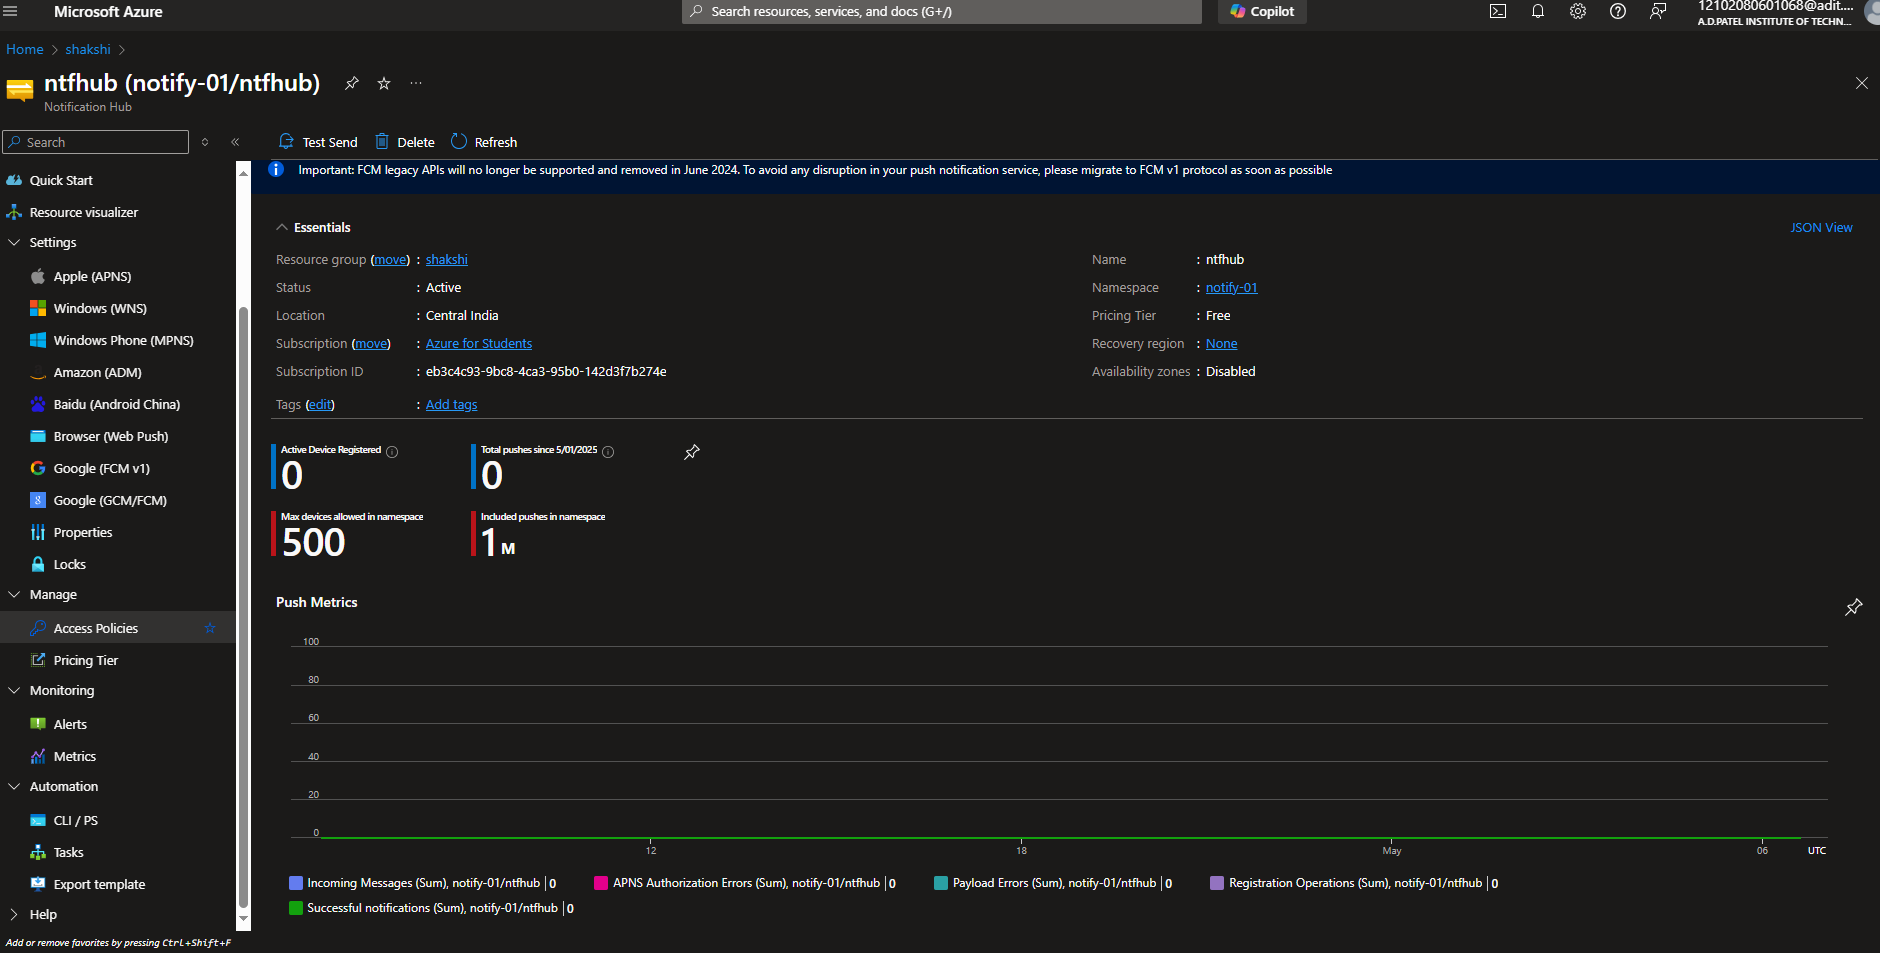 Microsoft Azure
Search resources, services, and docs (G+/)
Copilot
12102080601068@adit....
A.D.PATEL INSTITUTE OF TECHN...
Home > shakshi >
ntfhub (notify-01/ntfhub)
Notification Hub
Search
Test Send
Delete
Refresh
Important: FCM legacy APIs will no longer be supported and removed in June 2024. To avoid any disruption in your push notification service, please migrate to FCM v1 protocol as soon as possible
Quick Start
Resource visualizer
Settings
Apple (APNS)
Windows (WNS)
Windows Phone (MPNS)
Amazon (ADM)
Baidu (Android China)
Browser (Web Push)
Google (FCM v1)
Google (GCM/FCM)
Properties
Locks
Manage
Access Policies
Pricing Tier
Monitoring
Alerts
Metrics
Automation
CLI / PS
Tasks
Export template
Help
Add or remove favorites by pressing Ctrl+Shift+F
Essentials
JSON View
Resource group (move) : shakshi
Status : Active
Location : Central India
Subscription (move) : Azure for Students
Subscription ID : eb3c4c93-9bc8-4ca3-95b0-142d3f7b274e
Tags (edit) : Add tags
Name : ntfhub
Namespace : notify-01
Pricing Tier : Free
Recovery region : None
Availability zones : Disabled
Active Device Registered
0
Total pushes since 5/01/2025
0
Max devices allowed in namespace
500
Included pushes in namespace
1 M
Push Metrics
100
80
60
40
20
0
12 18 May 06 UTC
Incoming Messages (Sum), notify-01/ntfhub | 0
APNS Authorization Errors (Sum), notify-01/ntfhub | 0
Payload Errors (Sum), notify-01/ntfhub | 0
Registration Operations (Sum), notify-01/ntfhub | 0
Successful notifications (Sum), notify-01/ntfhub | 0